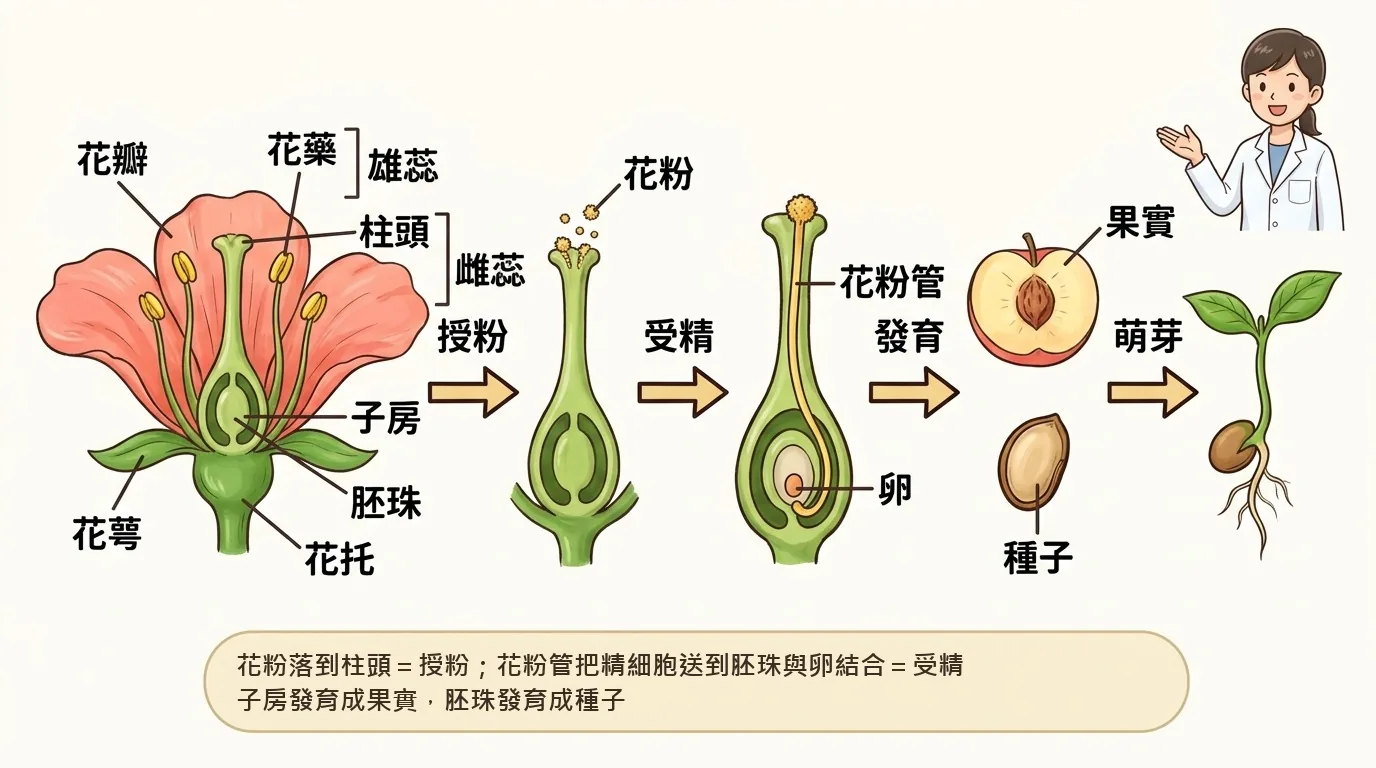 花瓣
花藥
雄蕊
柱頭
雌蕊
子房
胚珠
花萼
花托
授粉
花粉
受精
花粉管
卵
發育
果實
種子
萌芽
花粉落到柱頭＝授粉；花粉管把精細胞送到胚珠與卵結合＝受精
子房發育成果實，胚珠發育成種子